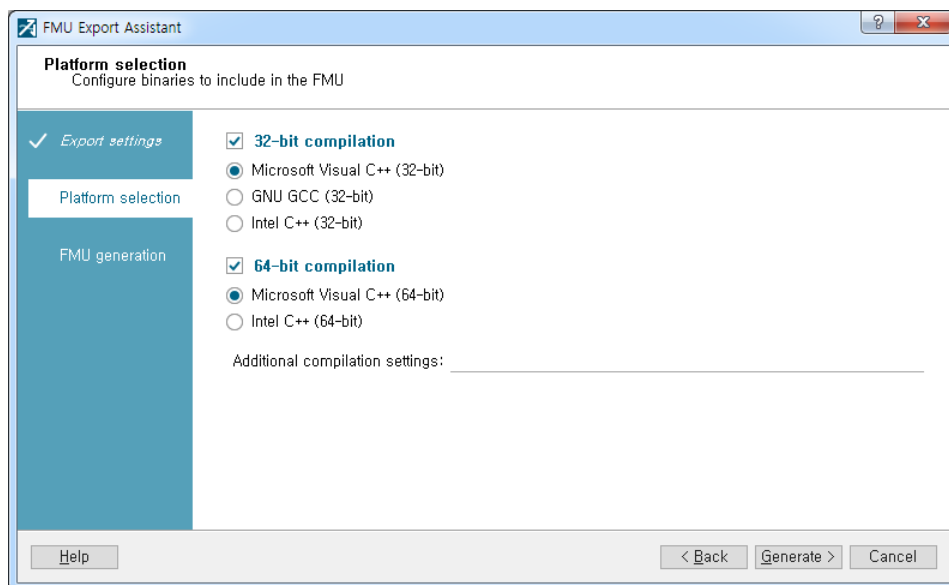 FMU Export Assistant
Platform selection
Configure binaries to include in the FMU
Export settings
Platform selection
FMU generation
32-bit compilation
Microsoft Visual C++ (32-bit)
GNU GCC (32-bit)
Intel C++ (32-bit)
64-bit compilation
Microsoft Visual C++ (64-bit)
Intel C++ (64-bit)
Additional compilation settings:
Help
< Back
Generate >
Cancel